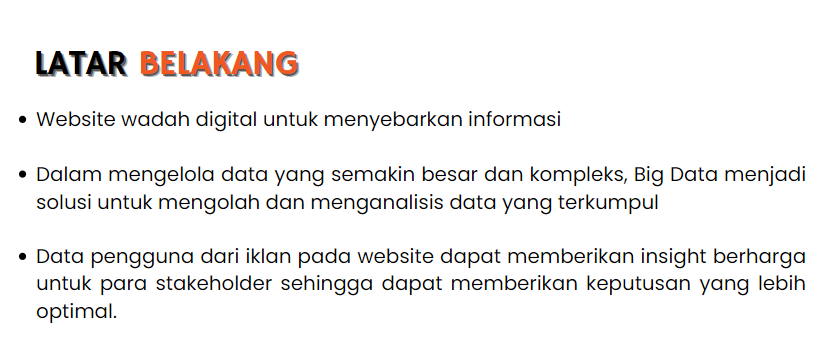 LATAR BELAKANG
• Website wadah digital untuk menyebarkan informasi
• Dalam mengelola data yang semakin besar dan kompleks, Big Data menjadi
solusi untuk mengolah dan menganalisis data yang terkumpul
• Data pengguna dari iklan pada website dapat memberikan insight berharga
untuk para stakeholder sehingga dapat memberikan keputusan yang lebih
optimal.